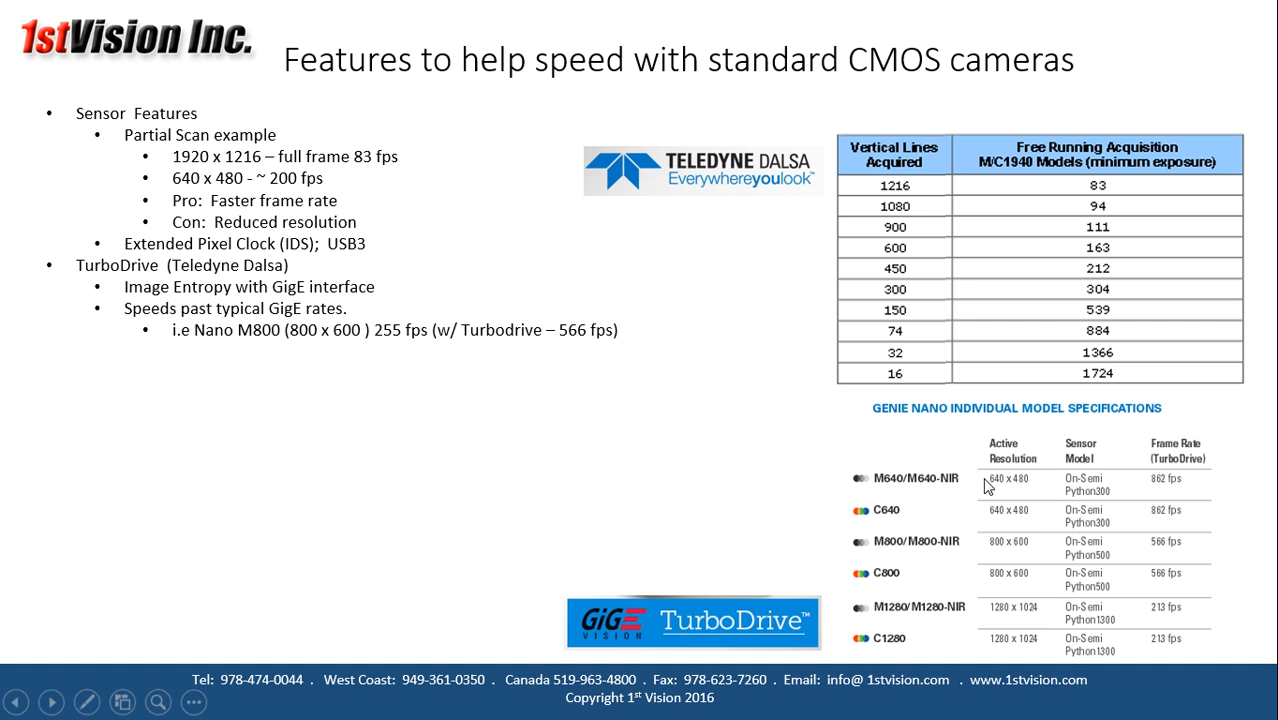 1stVision Inc.
Features to help speed with standard CMOS cameras
• Sensor Features
• Partial Scan example
• 1920 x 1216 – full frame 83 fps
• 640 x 480 - ~ 200 fps
• Pro: Faster frame rate
• Con: Reduced resolution
• Extended Pixel Clock (IDS); USB3
• TurboDrive (Teledyne Dalsa)
• Image Entropy with GigE interface
• Speeds past typical GigE rates.
• i.e Nano M800 (800 x 600 ) 255 fps (w/ Turbodrive – 566 fps)
TELEDYNE DALSA
Everywhereyoulook™
Vertical Lines Acquired Free Running Acquisition M/C1940 Models (minimum exposure)
1216 83
1080 94
900 111
600 163
450 212
300 304
150 539
74 884
32 1366
16 1724
GENIE NANO INDIVIDUAL MODEL SPECIFICATIONS
Active Resolution Sensor Model Frame Rate (TurboDrive)
M640/M640-NIR 640 x 480 On-Semi Python300 862 fps
C640 640 x 480 On-Semi Python300 862 fps
M800/M800-NIR 800 x 600 On-Semi Python500 566 fps
C800 800 x 600 On-Semi Python500 566 fps
M1280/M1280-NIR 1280 x 1024 On-Semi Python1300 213 fps
C1280 1280 x 1024 On-Semi Python1300 213 fps
GiGE VISION TurboDrive™
Tel: 978-474-0044 . West Coast: 949-361-0350 . Canada 519-963-4800 . Fax: 978-623-7260 . Email: info@ 1stvision.com . www.1stvision.com
Copyright 1st Vision 2016